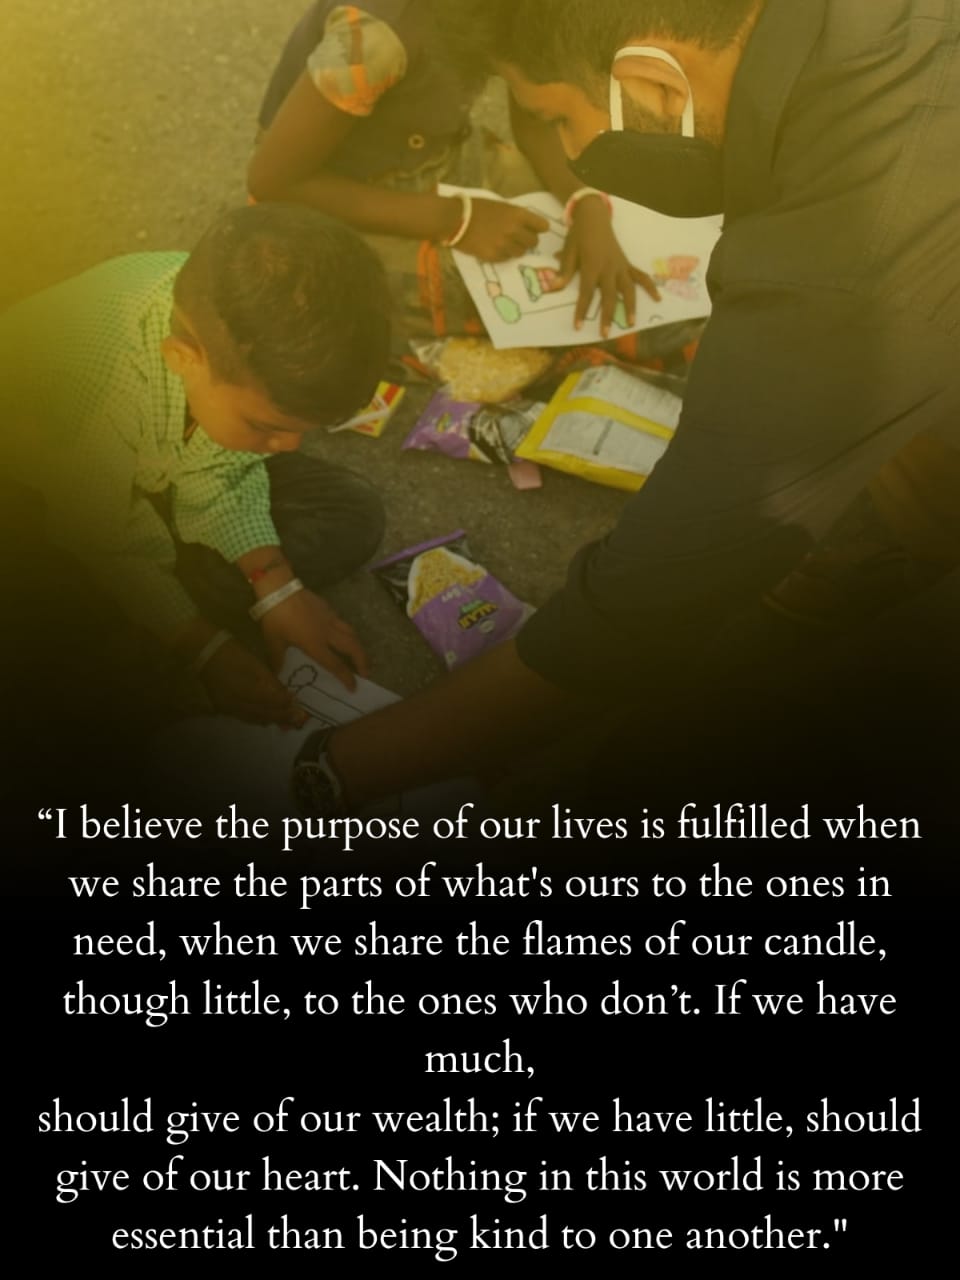 “I believe the purpose of our lives is fulfilled when
we share the parts of what's ours to the ones in
need, when we share the flames of our candle,
though little, to the ones who don’t. If we have
much,
should give of our wealth; if we have little, should
give of our heart. Nothing in this world is more
essential than being kind to one another."